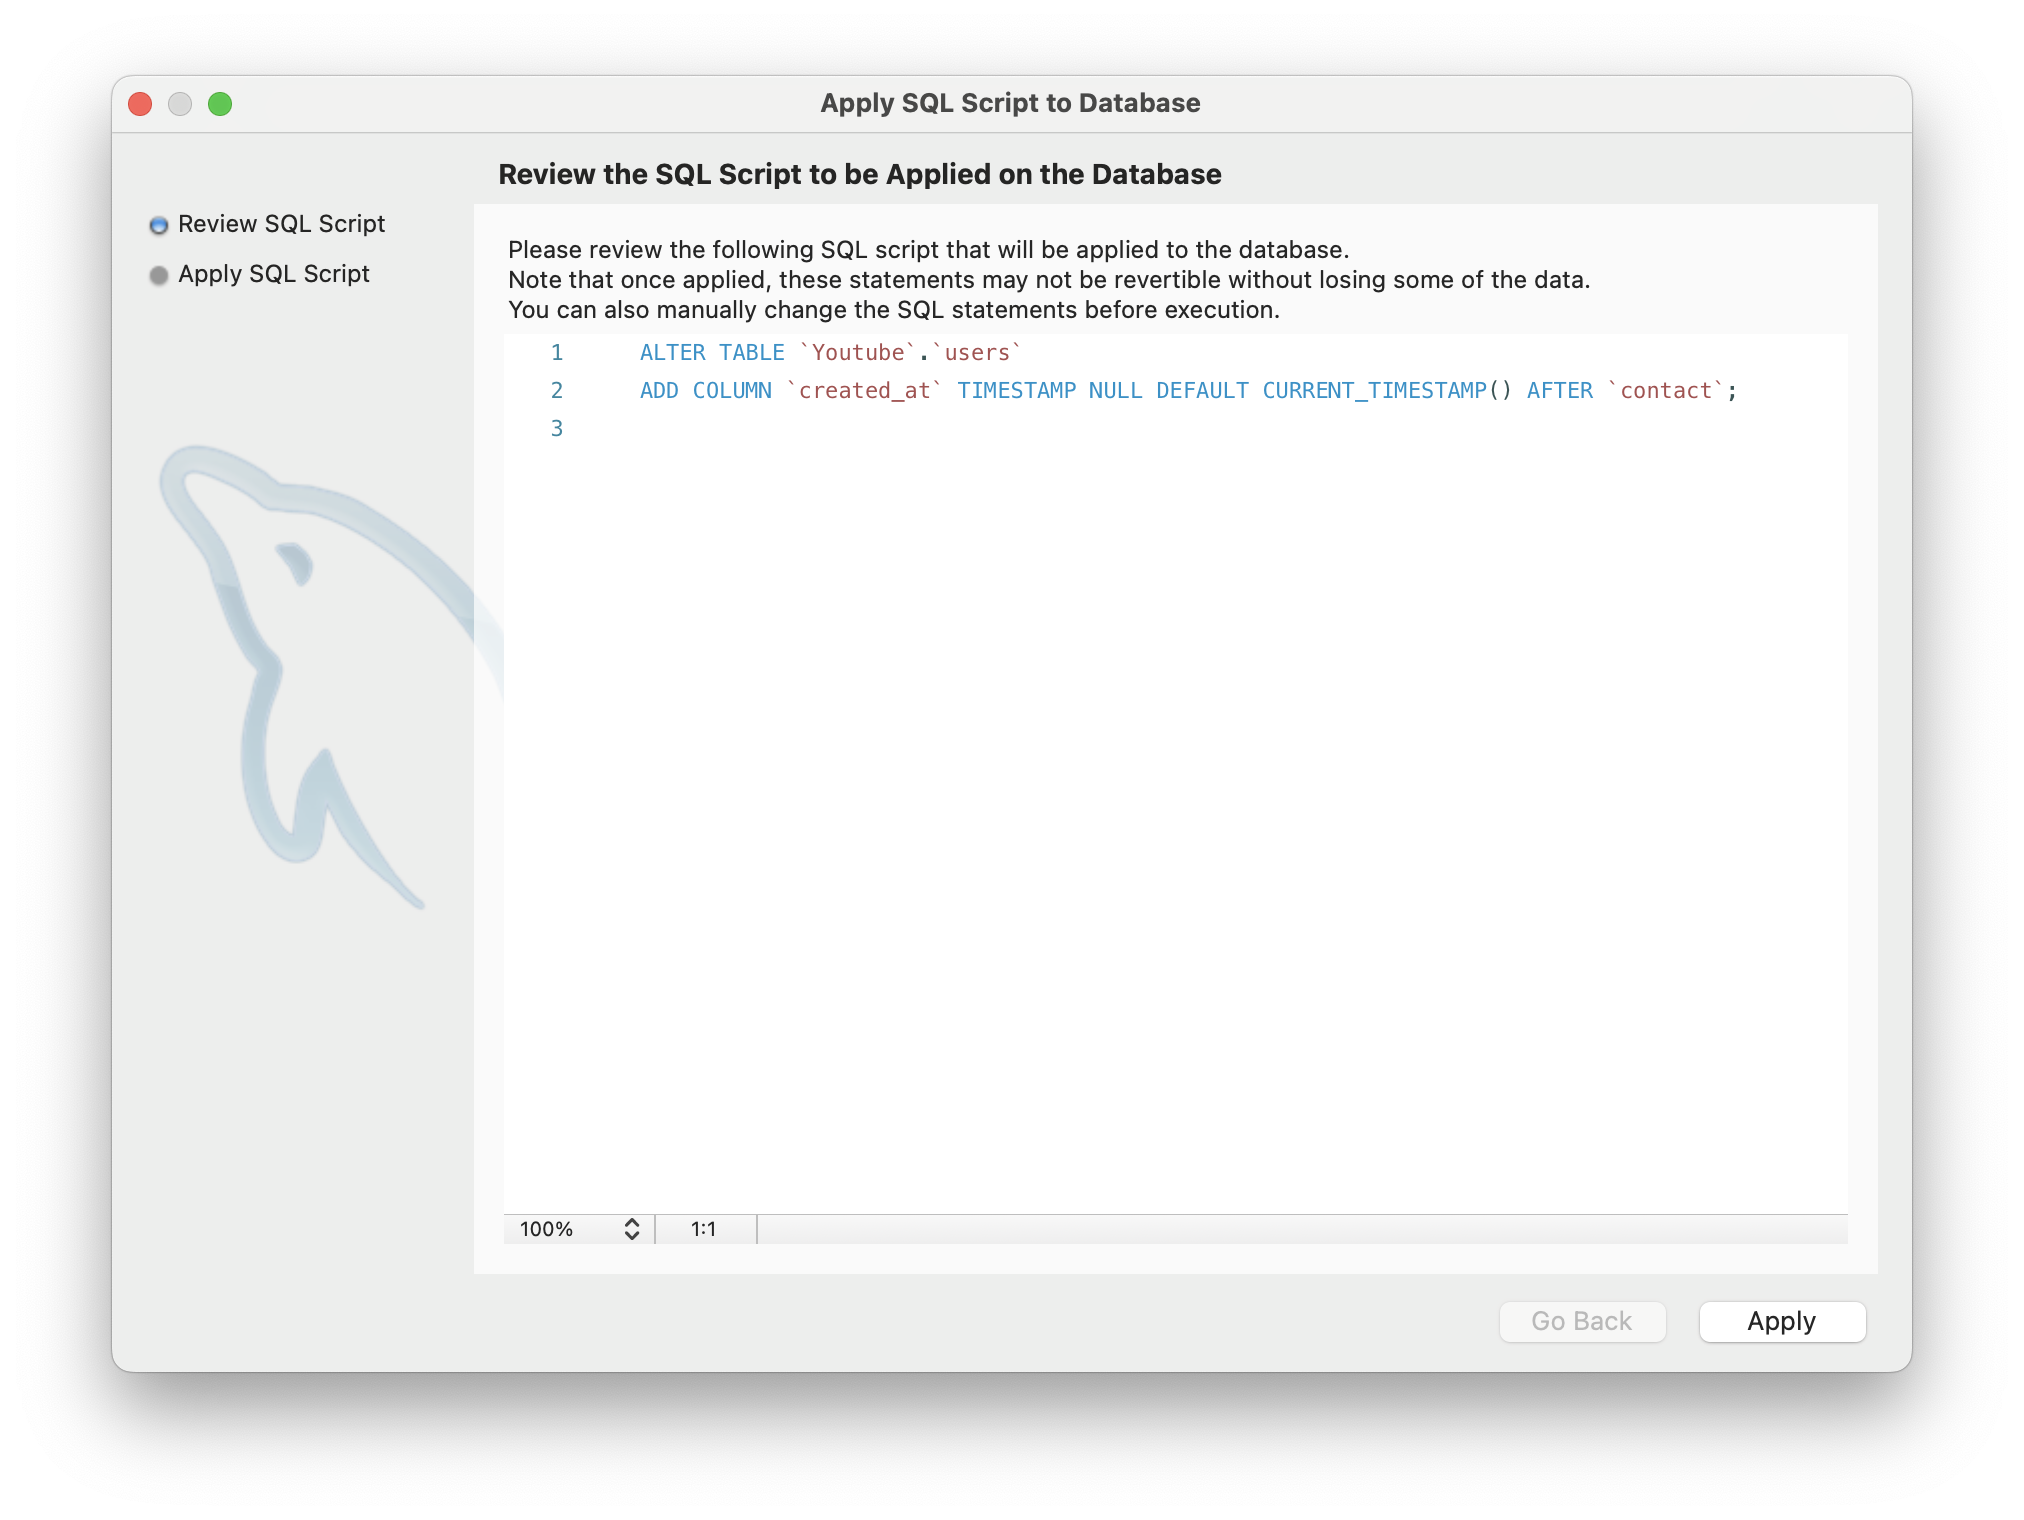 Apply SQL Script to Database
Review the SQL Script to be Applied on the Database
Review SQL Script
Apply SQL Script
Please review the following SQL script that will be applied to the database.
Note that once applied, these statements may not be revertible without losing some of the data.
You can also manually change the SQL statements before execution.
1 ALTER TABLE `Youtube`.`users`
2 ADD COLUMN `created_at` TIMESTAMP NULL DEFAULT CURRENT_TIMESTAMP() AFTER `contact`;
3
100% 1:1
Go Back Apply